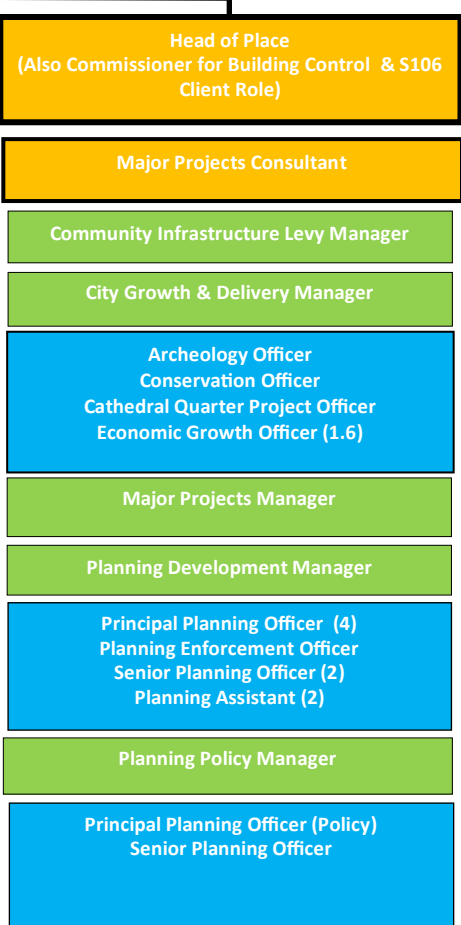 Head of Place
(Also Commissioner for Building Control & S106
Client Role)
Major Projects Consultant
Community Infrastructure Levy Manager
City Growth & Delivery Manager
Archeology Officer
Conservation Officer
Cathedral Quarter Project Officer
Economic Growth Officer (1.6)
Major Projects Manager
Planning Development Manager
Principal Planning Officer (4)
Planning Enforcement Officer
Senior Planning Officer (2)
Planning Assistant (2)
Planning Policy Manager
Principal Planning Officer (Policy)
Senior Planning Officer